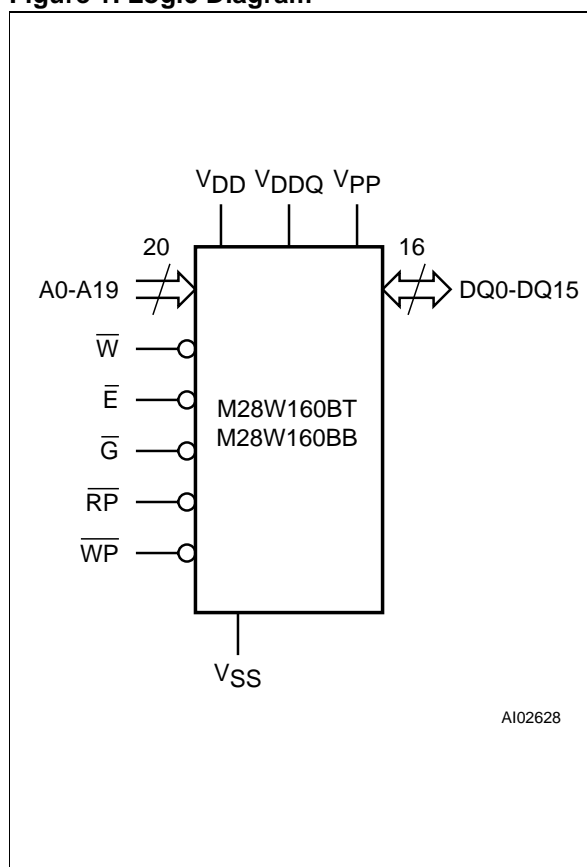 Figure 1. Logic Diagram
VDD VDDQ VPP
20 16
A0-A19 DQ0-DQ15
W
E
G
RP
WP
M28W160BT
M28W160BB
VSS
AI02628